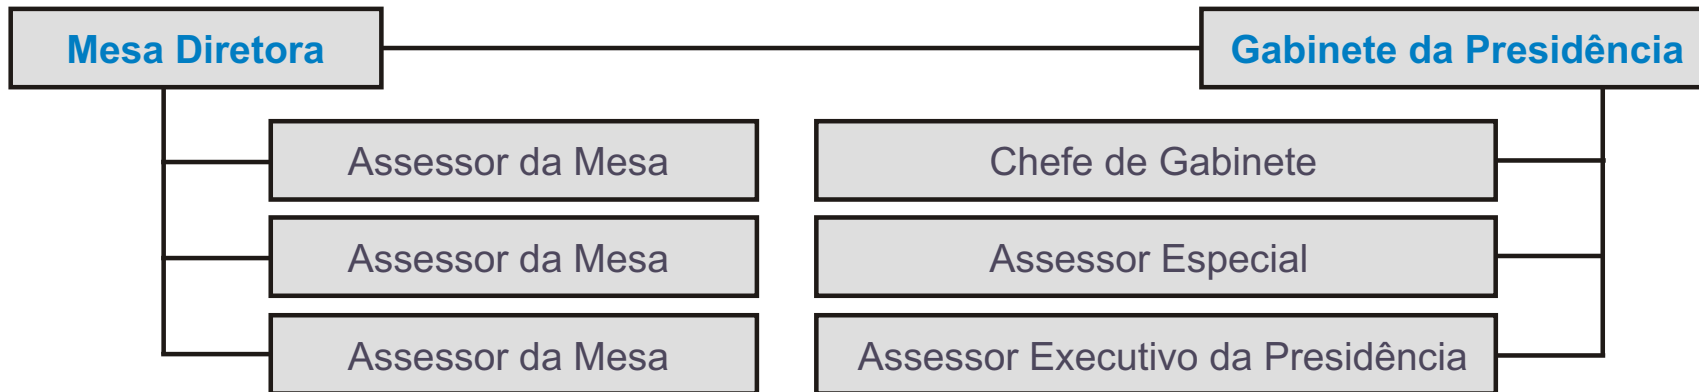 Mesa Diretora
Gabinete da Presidência
Assessor da Mesa
Chefe de Gabinete
Assessor da Mesa
Assessor Especial
Assessor da Mesa
Assessor Executivo da Presidência